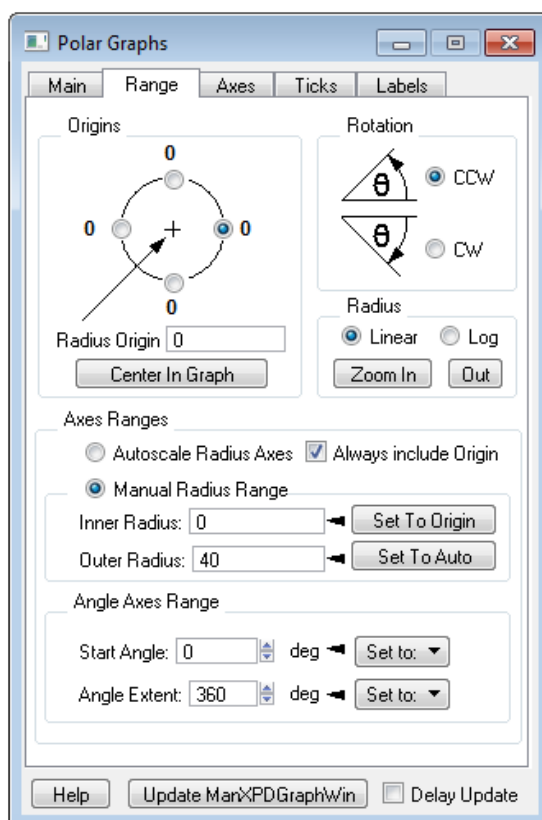 Polar Graphs
Main Range Axes Ticks Labels
Origins
0
0 0
0
Radius Origin 0
Center In Graph
Rotation
θ CCW
θ CW
Radius
Linear Log
Zoom In Out
Axes Ranges
Autoscale Radius Axes Always include Origin
Manual Radius Range
Inner Radius: 0 Set To Origin
Outer Radius: 40 Set To Auto
Angle Axes Range
Start Angle: 0 deg Set to:
Angle Extent: 360 deg Set to:
Help Update ManXPDGraphWin Delay Update